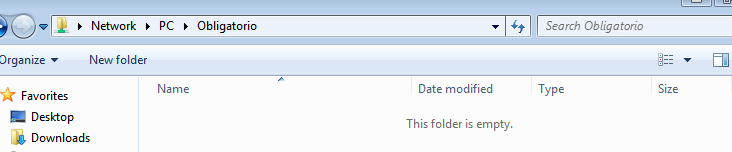 Network ▸ PC ▸ Obligatorio
Search Obligatorio
Organize New folder
Favorites
Desktop
Downloads
Name Date modified Type Size
This folder is empty.